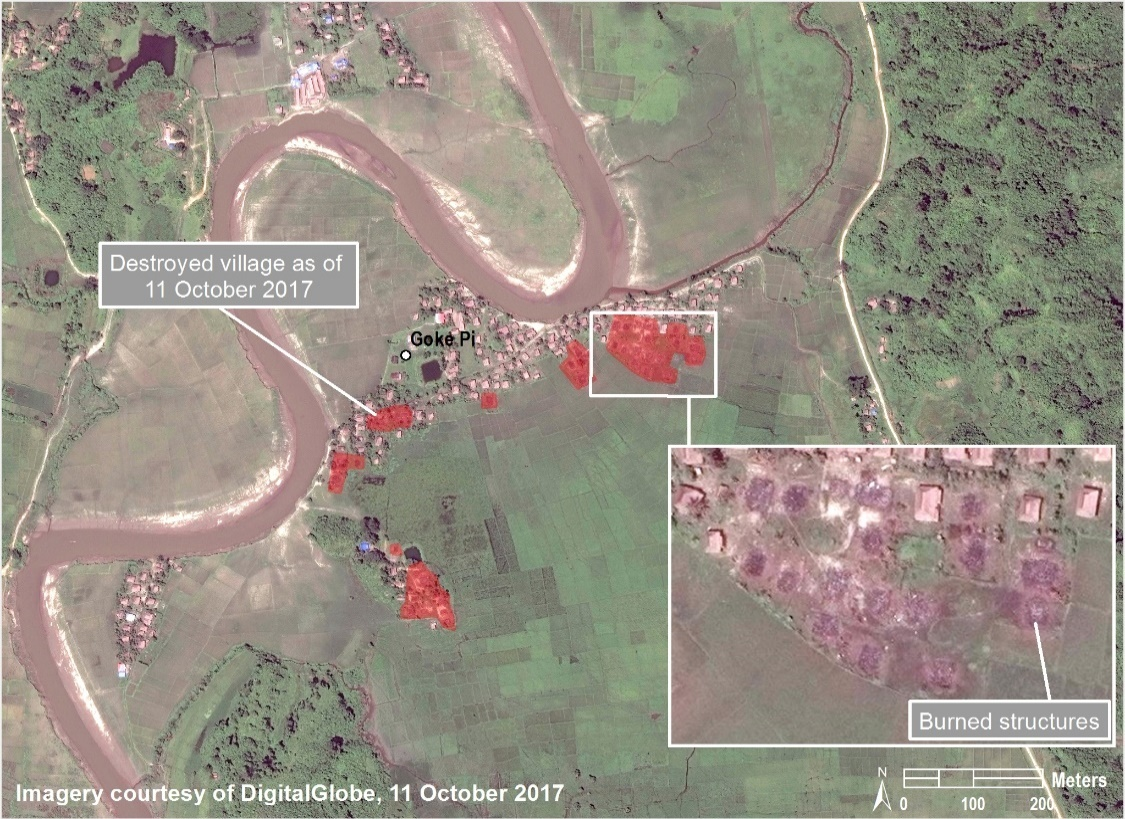 Destroyed village as of
11 October 2017
Goke Pi
Burned structures
Imagery courtesy of DigitalGlobe, 11 October 2017
N
Meters
0 100 200